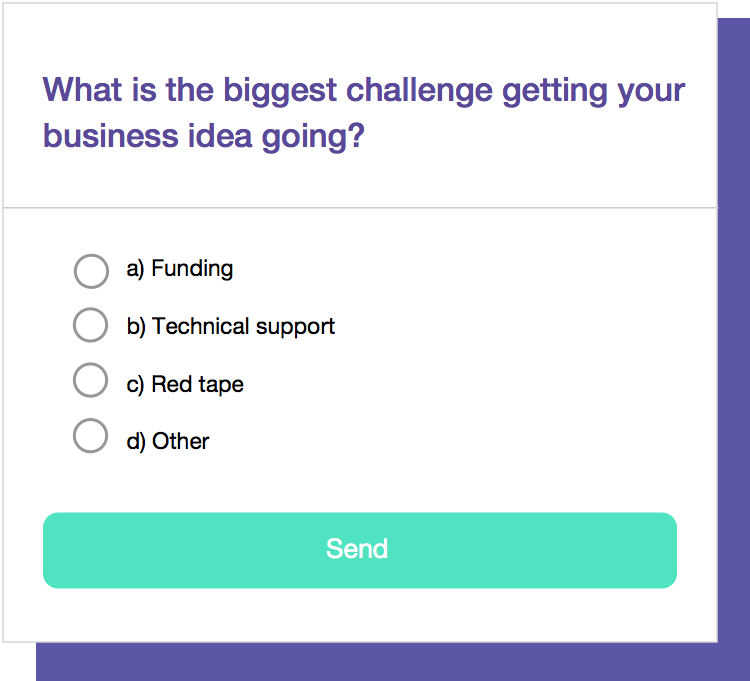 What is the biggest challenge getting your
business idea going?
a) Funding
b) Technical support
c) Red tape
d) Other
Send